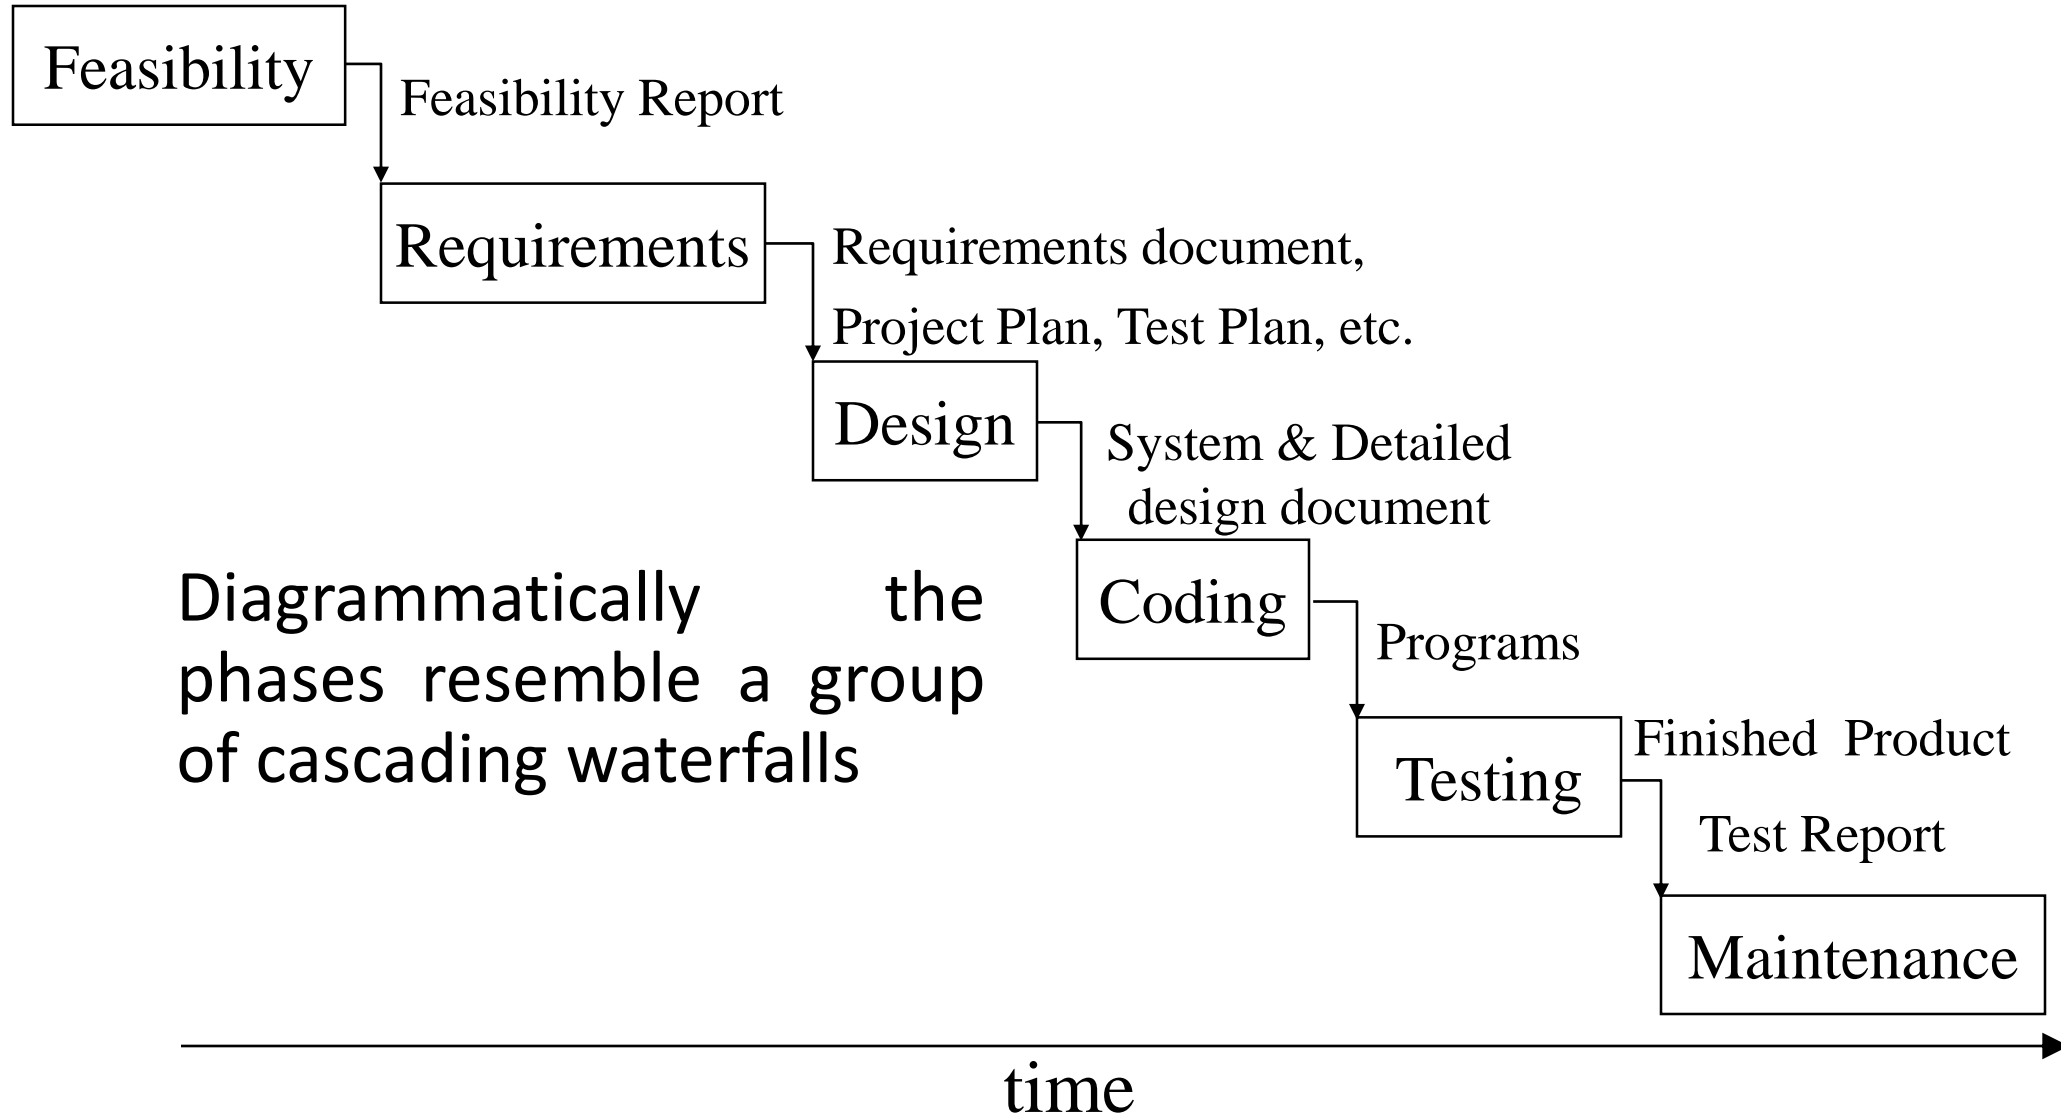 Feasibility
Feasibility Report
Requirements
Requirements document,
Project Plan, Test Plan, etc.
Design
System & Detailed
design document
Coding
Programs
Diagrammatically the
phases resemble a group
of cascading waterfalls
Testing
Finished Product
Test Report
Maintenance
time